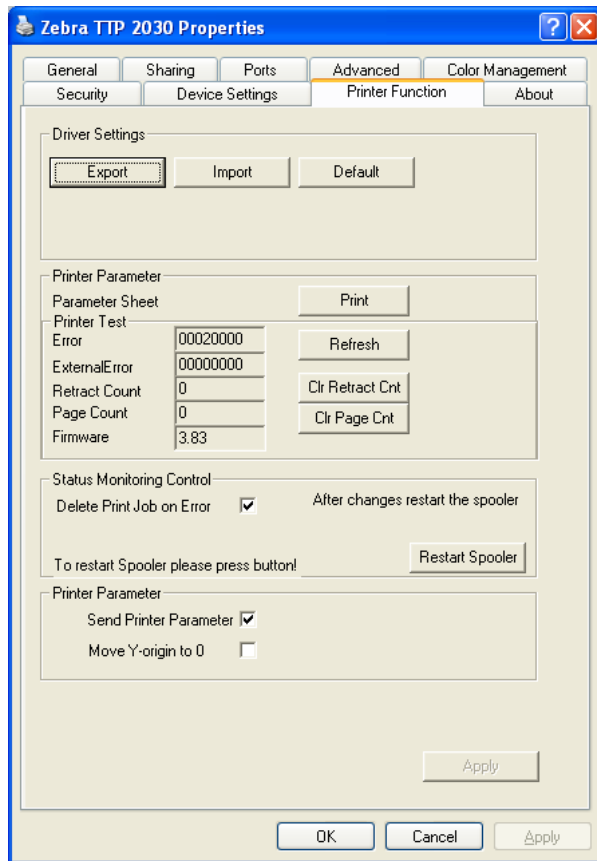 Zebra TTP 2030 Properties
General Sharing Ports Advanced Color Management
Security Device Settings Printer Function About
Driver Settings
Export Import Default
Printer Parameter
Parameter Sheet Print
Printer Test
Error 00020000 Refresh
ExternalError 00000000
Retract Count 0 Clr Retract Cnt
Page Count 0 Clr Page Cnt
Firmware 3.83
Status Monitoring Control
Delete Print Job on Error After changes restart the spooler
To restart Spooler please press button! Restart Spooler
Printer Parameter
Send Printer Parameter
Move Y-origin to 0
Apply
OK Cancel Apply